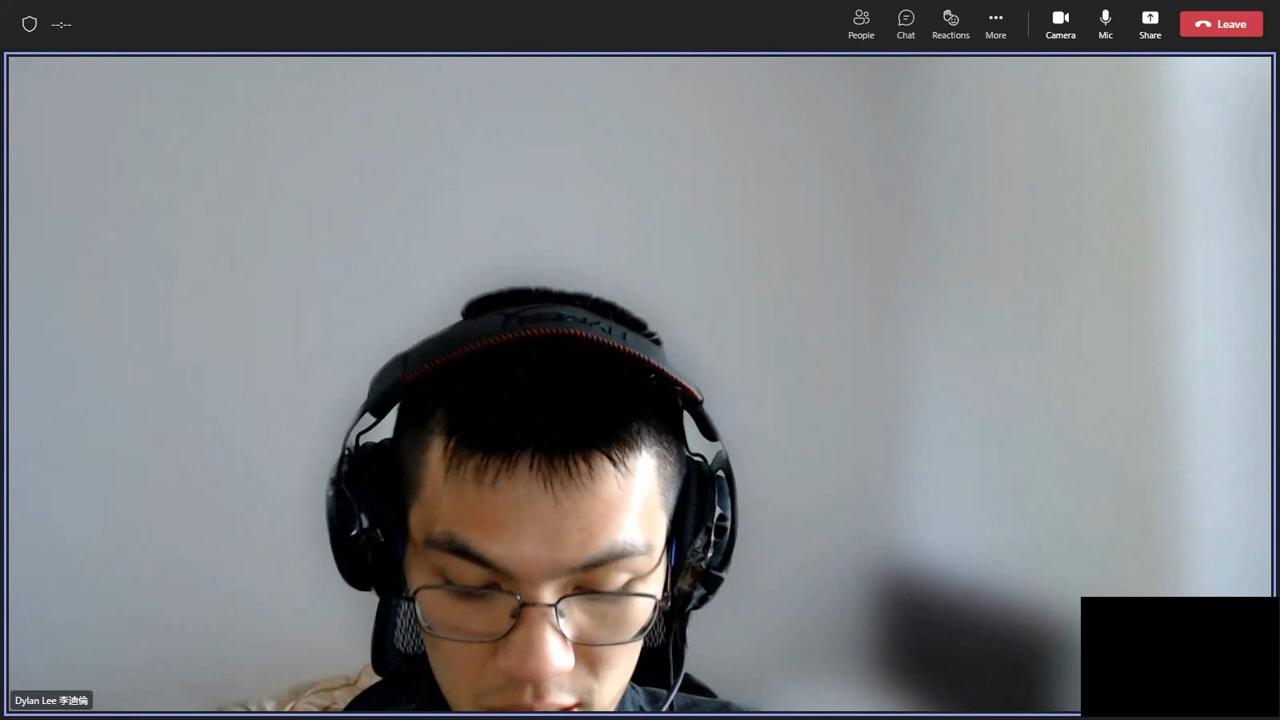 --:--
People
Chat
Reactions
More
Camera
Mic
Share
Leave
Dylan Lee 李迪倫